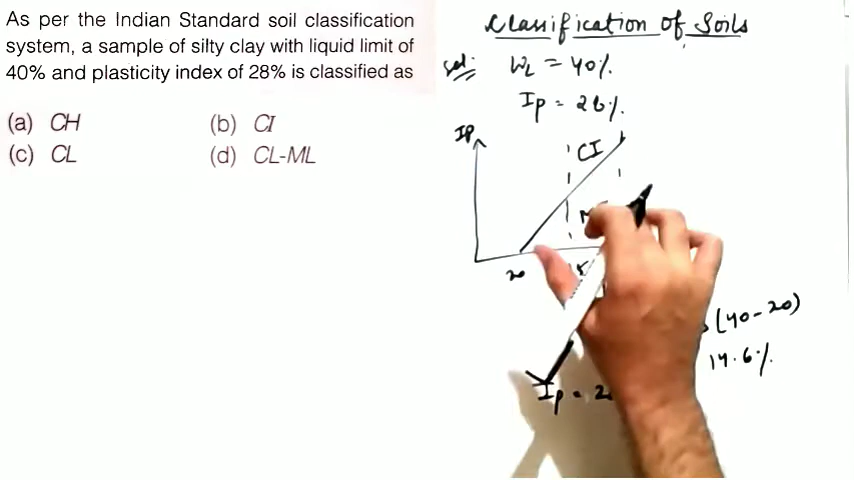 As per the Indian Standard soil classification
system, a sample of silty clay with liquid limit of
40% and plasticity index of 28% is classified as
(a) CH
(b) CI
(c) CL
(d) CL-ML
Classification of Soils
Sol:
WL = 40%.
Ip = 28%.
IP
CI
20
(40-20)
14.6%.
Ip =